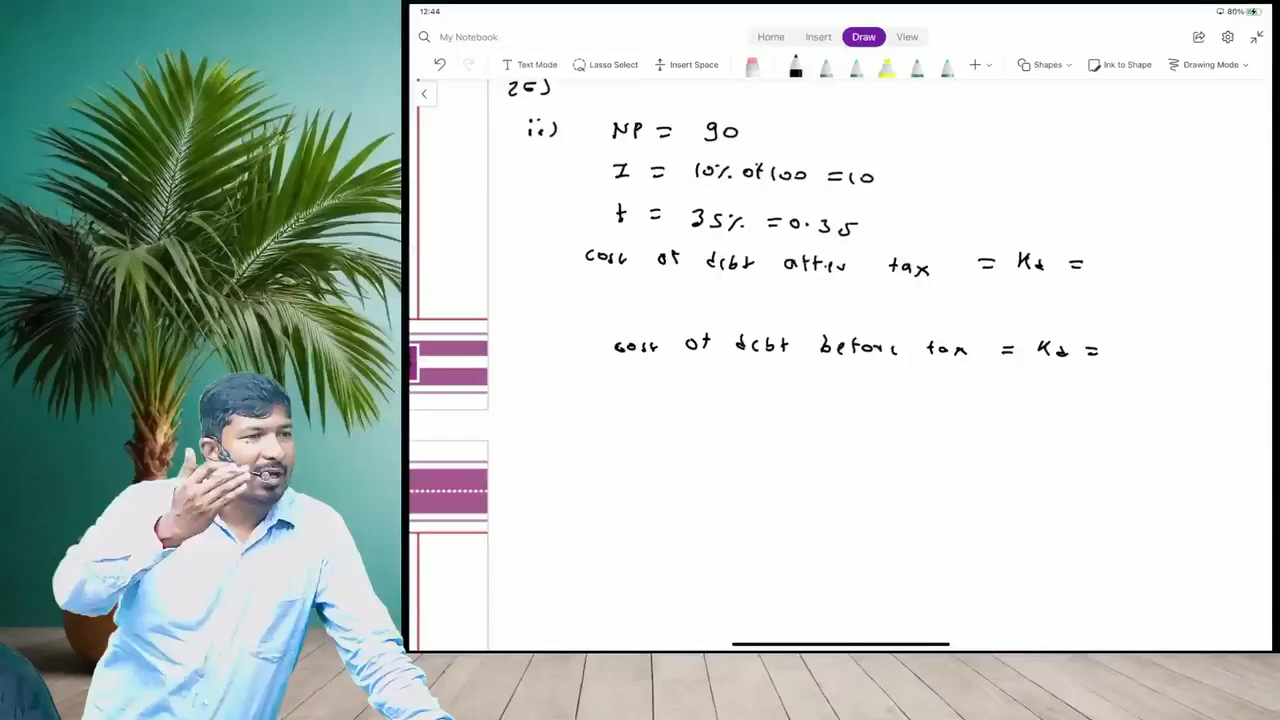 12:44
80%
My Notebook
Home Insert Draw View
Text Mode Lasso Select Insert Space Shapes Ink to Shape Drawing Mode
ii) NP = 90
I = 10% of 100 = 10
t = 35% = 0.35
cost of debt after tax = Kd =
cost of debt before tax = Kd =